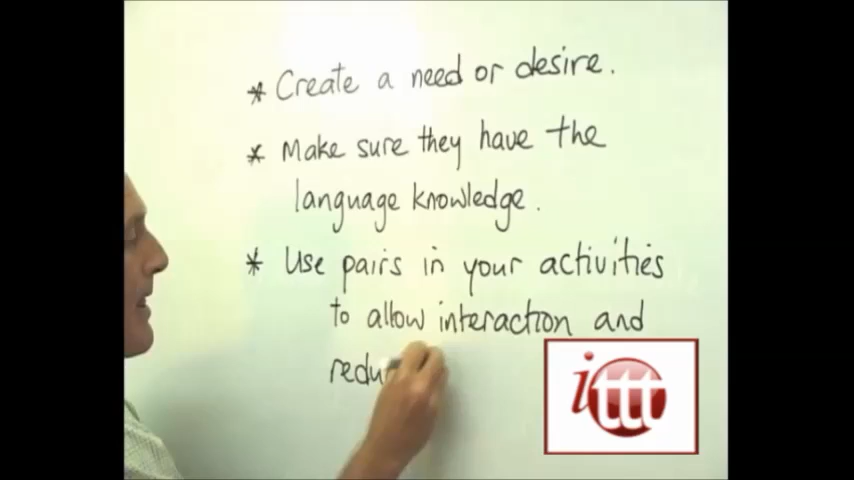 * Create a need or desire.
* Make sure they have the
language knowledge.
* Use pairs in your activities
to allow interaction and
ittt